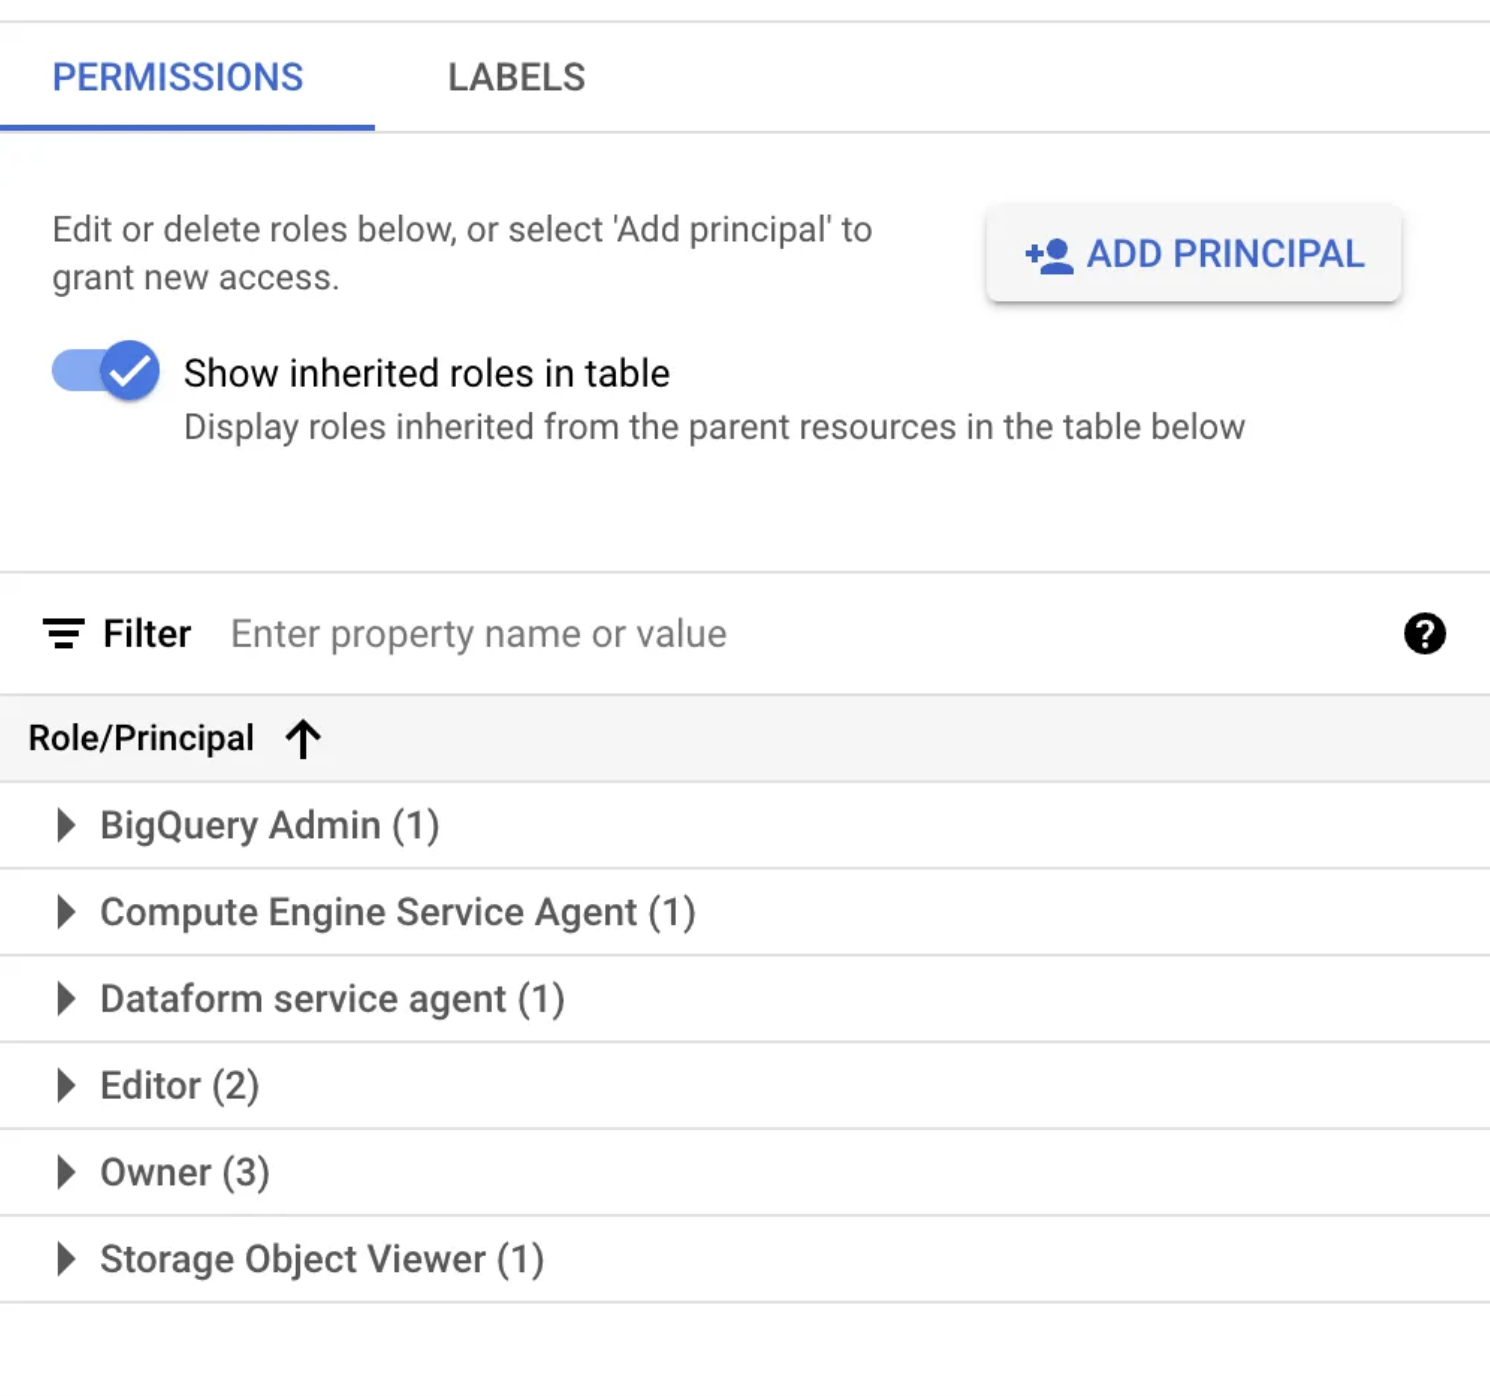 PERMISSIONS LABELS
Edit or delete roles below, or select 'Add principal' to
grant new access.
ADD PRINCIPAL
Show inherited roles in table
Display roles inherited from the parent resources in the table below
Filter Enter property name or value
Role/Principal
BigQuery Admin (1)
Compute Engine Service Agent (1)
Dataform service agent (1)
Editor (2)
Owner (3)
Storage Object Viewer (1)